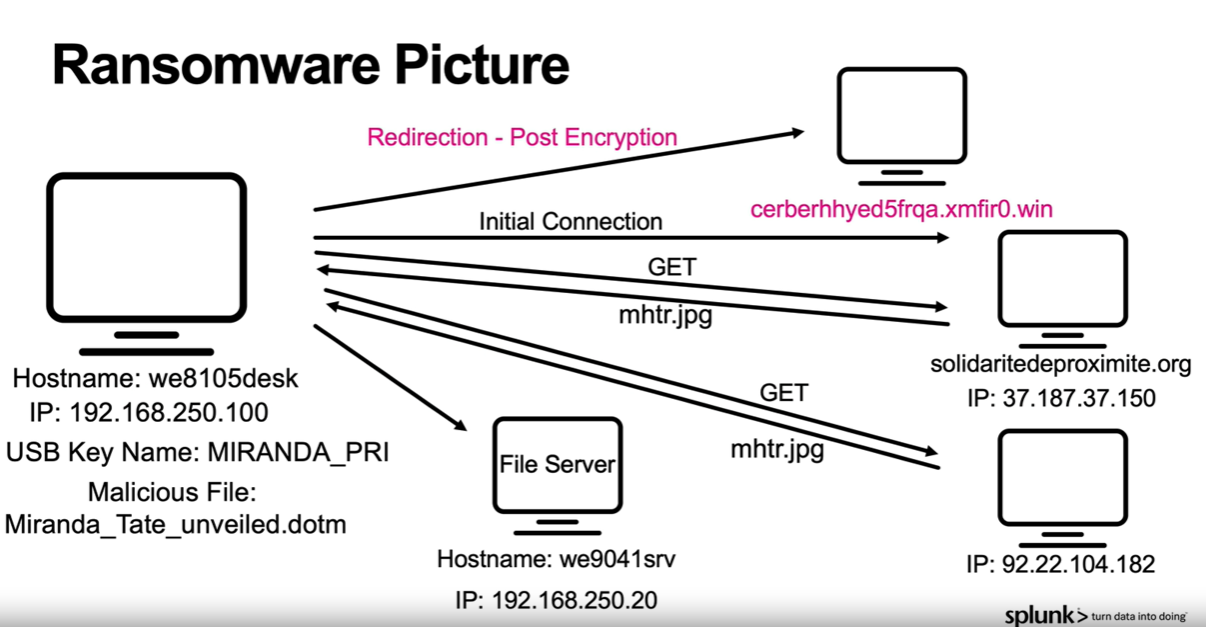 Ransomware Picture
Redirection - Post Encryption
cerberhhyed5frqa.xmfir0.win
Initial Connection
GET
mhtr.jpg
solidaritedeproximite.org
IP: 37.187.37.150
Hostname: we8105desk
IP: 192.168.250.100
USB Key Name: MIRANDA_PRI
Malicious File:
Miranda_Tate_unveiled.dotm
GET
mhtr.jpg
File Server
Hostname: we9041srv
IP: 192.168.250.20
IP: 92.22.104.182
splunk> turn data into doing™